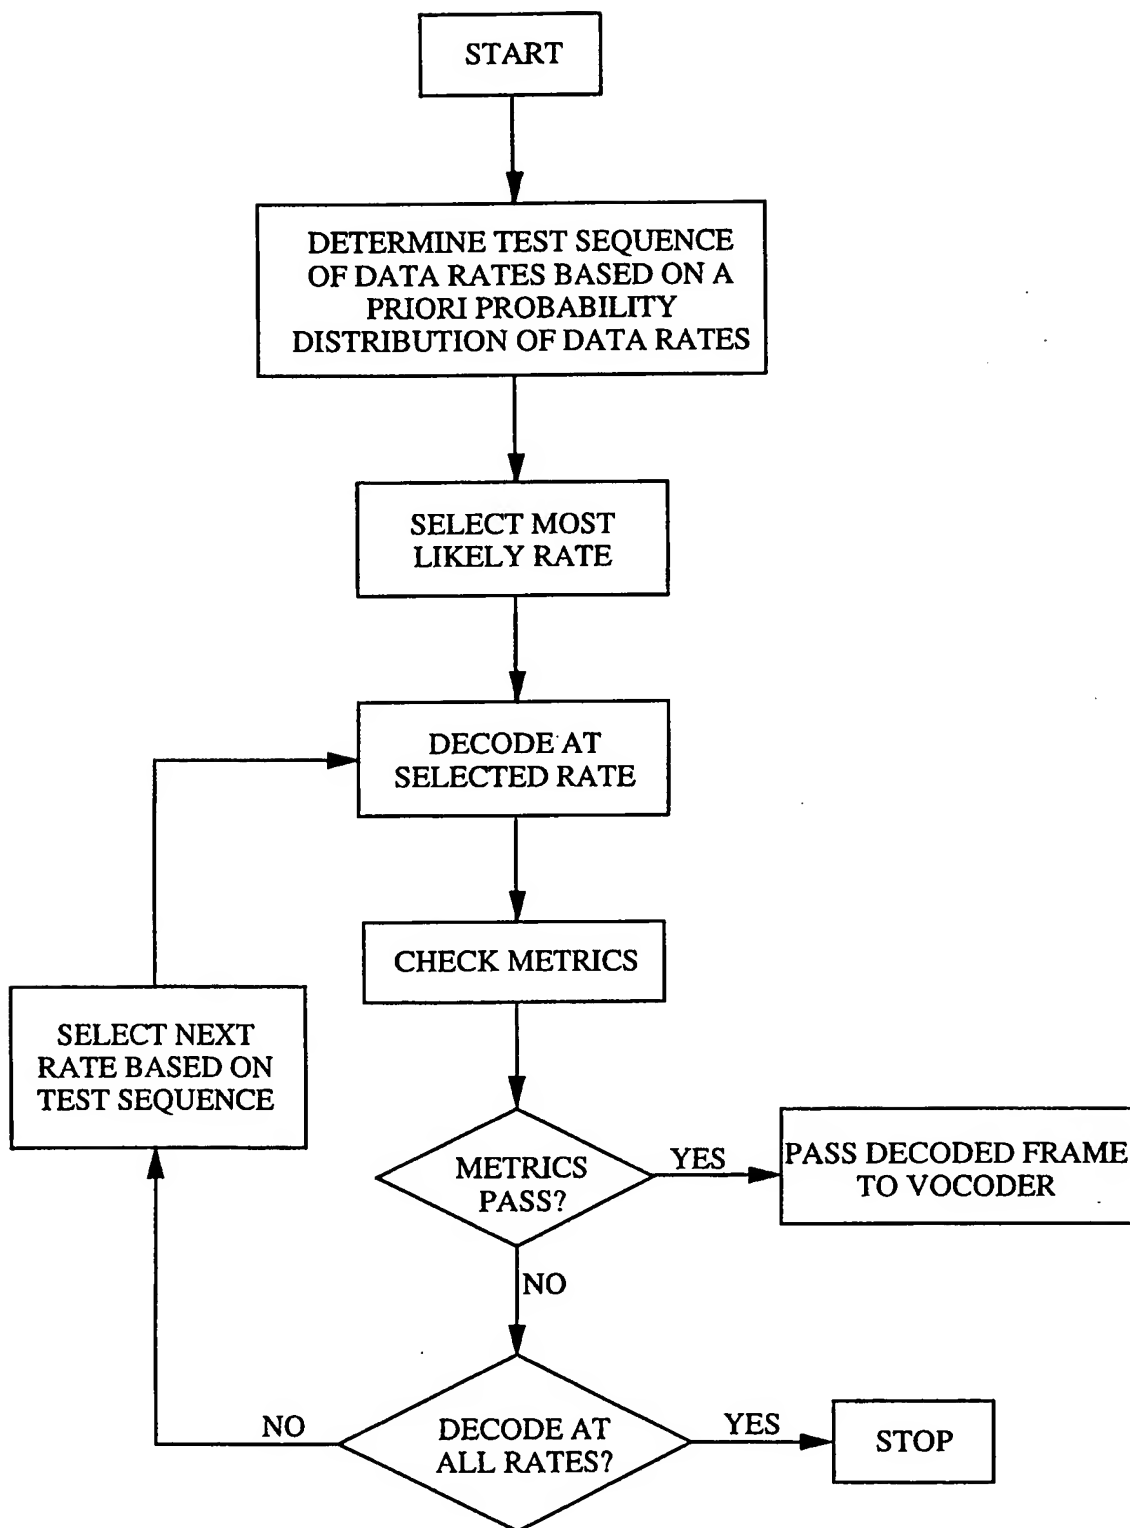 START
DETERMINE TEST SEQUENCE
OF DATA RATES BASED ON A
PRIORI PROBABILITY
DISTRIBUTION OF DATA RATES
SELECT MOST
LIKELY RATE
DECODE AT
SELECTED RATE
CHECK METRICS
SELECT NEXT
RATE BASED ON
TEST SEQUENCE
METRICS
PASS?
YES
PASS DECODED FRAME
TO VOCODER
NO
DECODE AT
ALL RATES?
NO
YES
STOP